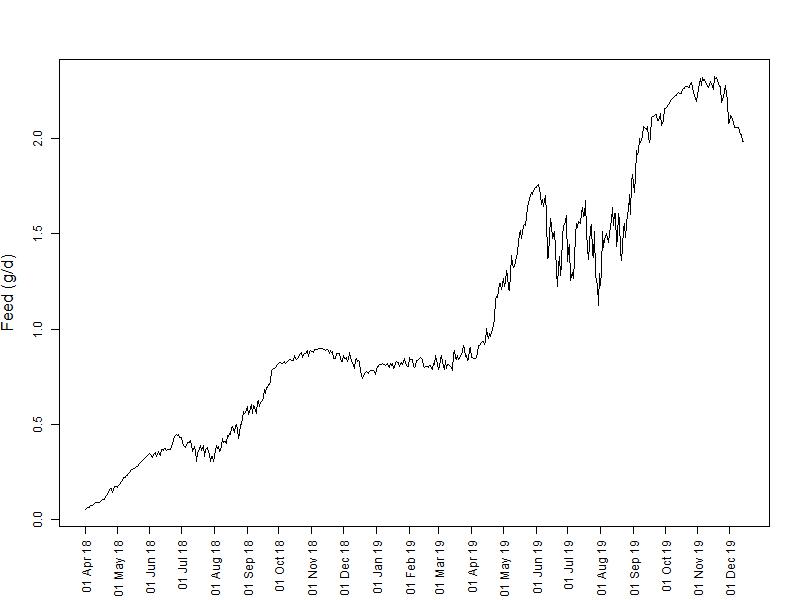 Feed (g/d)
2.0
1.5
1.0
0.5
0.0
01 Apr 18
01 May 18
01 Jun 18
01 Jul 18
01 Aug 18
01 Sep 18
01 Oct 18
01 Nov 18
01 Dec 18
01 Jan 19
01 Feb 19
01 Mar 19
01 Apr 19
01 May 19
01 Jun 19
01 Jul 19
01 Aug 19
01 Sep 19
01 Oct 19
01 Nov 19
01 Dec 19